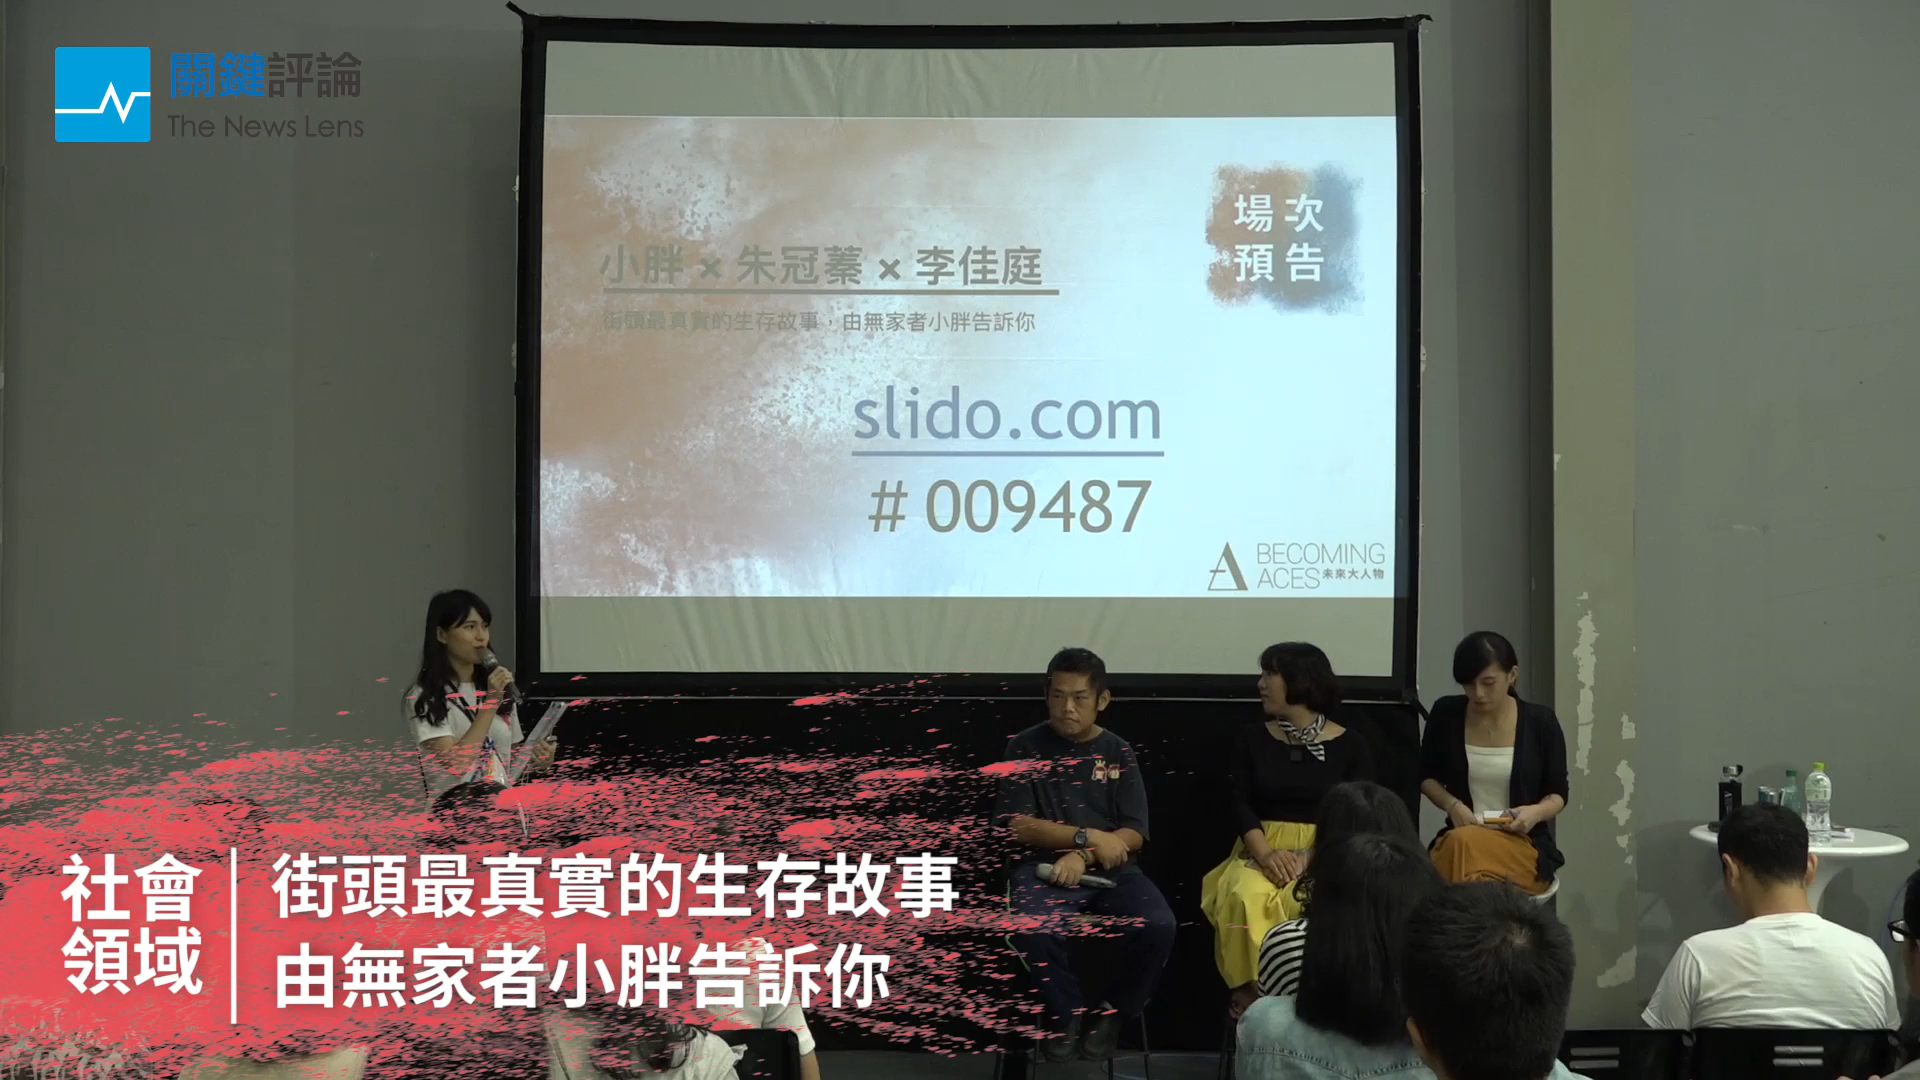 關鍵評論
The News Lens
場次
預告
小胖 × 朱冠蓁 × 李佳庭
街頭最真實的生存故事，由無家者小胖告訴你
slido.com
# 009487
BECOMING
ACES 未來大人物
社會
領域
街頭最真實的生存故事
由無家者小胖告訴你